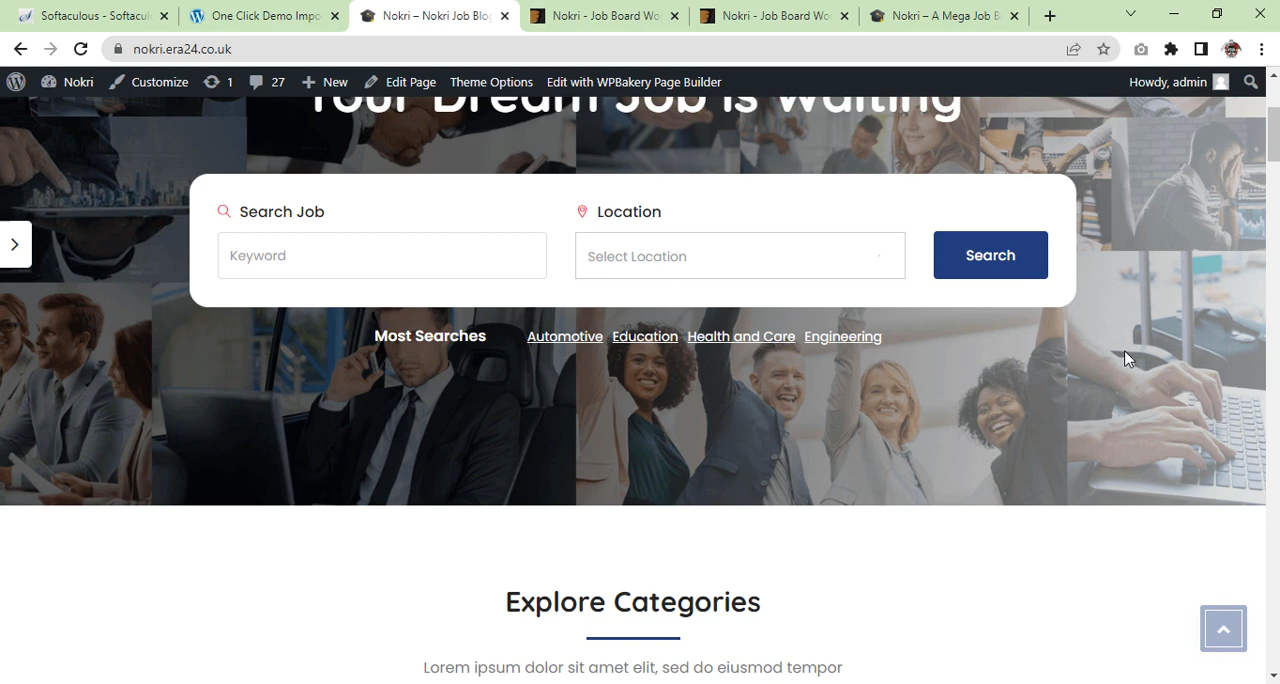 Softaculous - Softacul
One Click Demo Impo
Nokri – Nokri Job Blo
Nokri - Job Board Wo
Nokri - Job Board Wo
Nokri – A Mega Job B
nokri.era24.co.uk
Nokri
Customize
1
27
New
Edit Page
Theme Options
Edit with WPBakery Page Builder
Howdy, admin
Your Dream Job is Waiting
Search Job
Location
Keyword
Select Location
Search
Most Searches
Automotive
Education
Health and Care
Engineering
Explore Categories
Lorem ipsum dolor sit amet elit, sed do eiusmod tempor